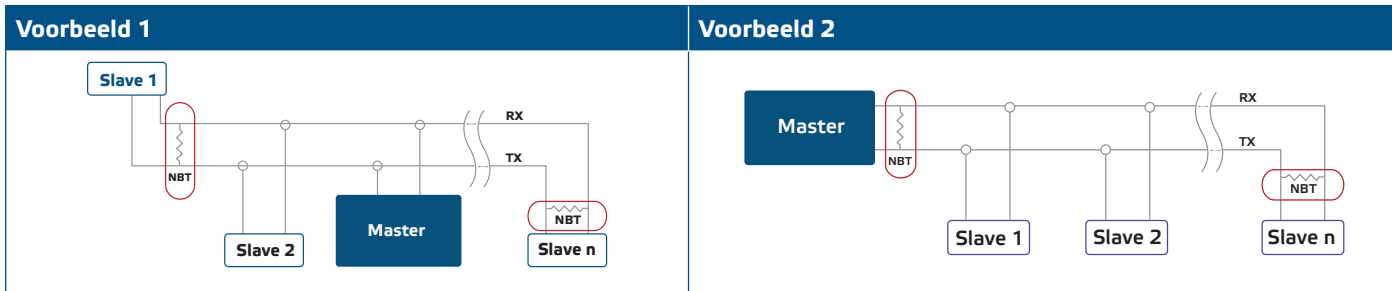 Voorbeeld 1
Slave 1
RX
TX
NBT
NBT
Master
Slave 2
Slave n
Voorbeeld 2
RX
Master
TX
NBT
NBT
Slave 1
Slave 2
Slave n